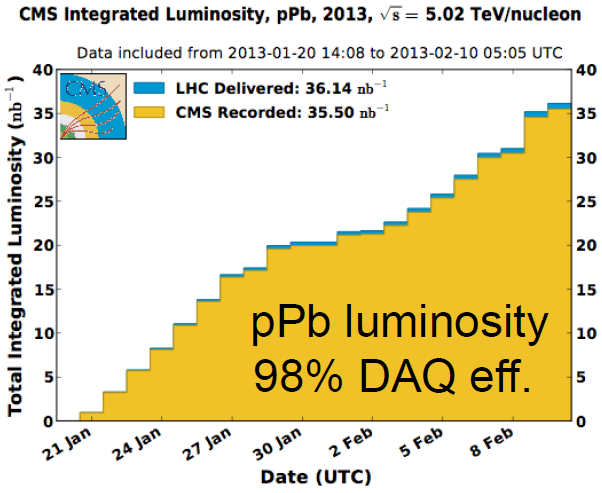 CMS Integrated Luminosity, pPb, 2013, √s = 5.02 TeV/nucleon
Data included from 2013-01-20 14:08 to 2013-02-10 05:05 UTC
CMS
LHC Delivered: 36.14 nb⁻¹
CMS Recorded: 35.50 nb⁻¹
Total Integrated Luminosity (nb⁻¹)
40
35
30
25
20
15
10
5
0
40
35
30
25
20
15
10
5
0
pPb luminosity
98% DAQ eff.
21 Jan
24 Jan
27 Jan
30 Jan
2 Feb
5 Feb
8 Feb
Date (UTC)